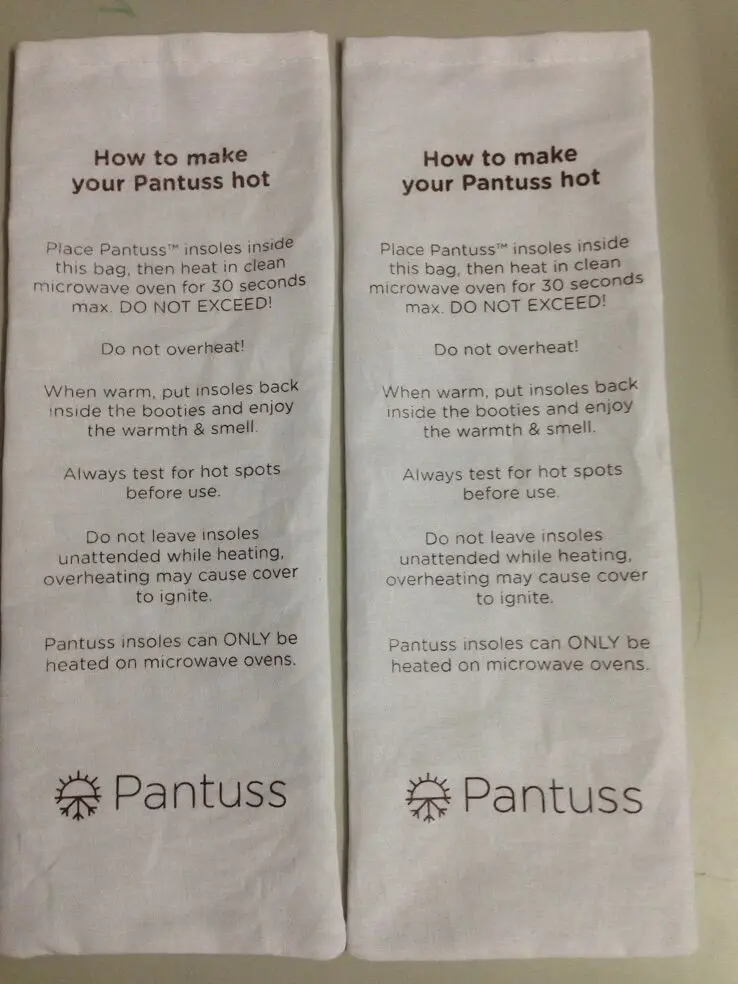 How to make
your Pantuss hot
Place Pantuss™ insoles inside
this bag, then heat in clean
microwave oven for 30 seconds
max. DO NOT EXCEED!
Do not overheat!
When warm, put insoles back
inside the booties and enjoy
the warmth & smell.
Always test for hot spots
before use.
Do not leave insoles
unattended while heating,
overheating may cause cover
to ignite.
Pantuss insoles can ONLY be
heated on microwave ovens.
Pantuss
How to make
your Pantuss hot
Place Pantuss™ insoles inside
this bag, then heat in clean
microwave oven for 30 seconds
max. DO NOT EXCEED!
Do not overheat!
When warm, put insoles back
inside the booties and enjoy
the warmth & smell.
Always test for hot spots
before use.
Do not leave insoles
unattended while heating,
overheating may cause cover
to ignite.
Pantuss insoles can ONLY be
heated on microwave ovens.
Pantuss